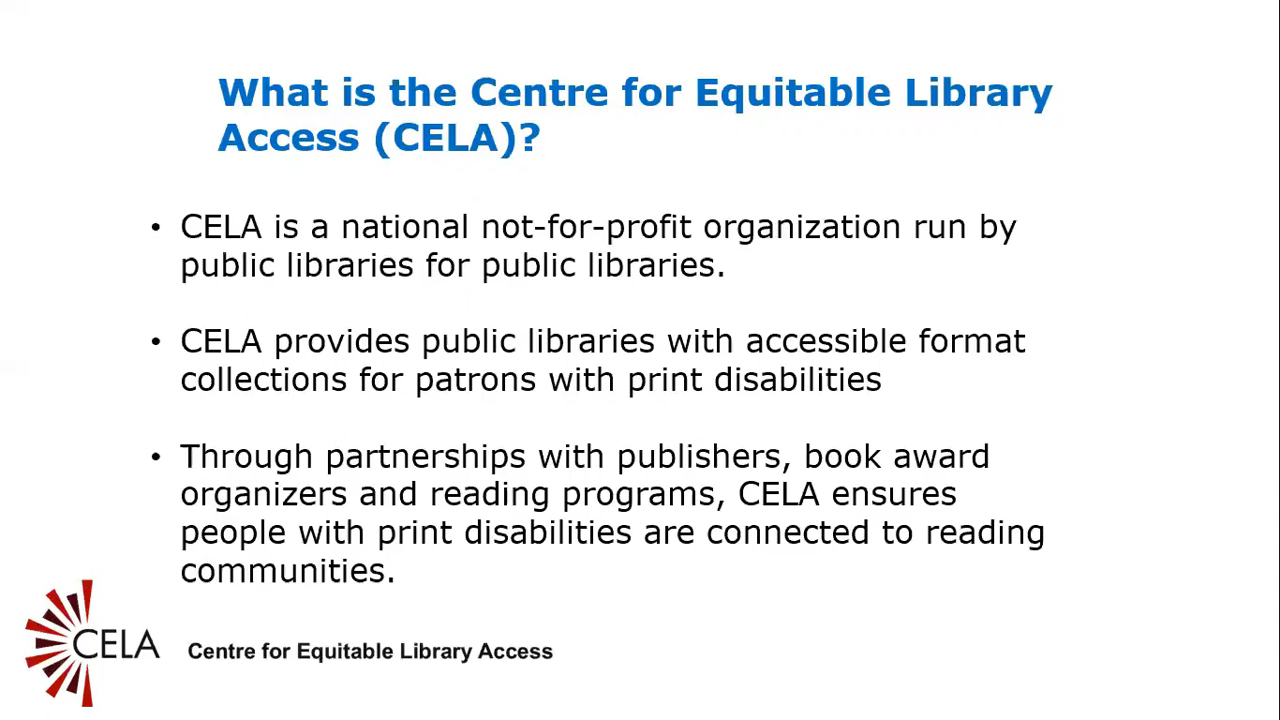 What is the Centre for Equitable Library
Access (CELA)?
• CELA is a national not-for-profit organization run by
public libraries for public libraries.
• CELA provides public libraries with accessible format
collections for patrons with print disabilities
• Through partnerships with publishers, book award
organizers and reading programs, CELA ensures
people with print disabilities are connected to reading
communities.
CELA
Centre for Equitable Library Access